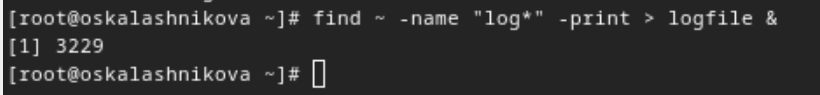 [root@oskalashnikova ~]# find ~ -name "log*" -print > logfile &
[1] 3229
[root@oskalashnikova ~]#